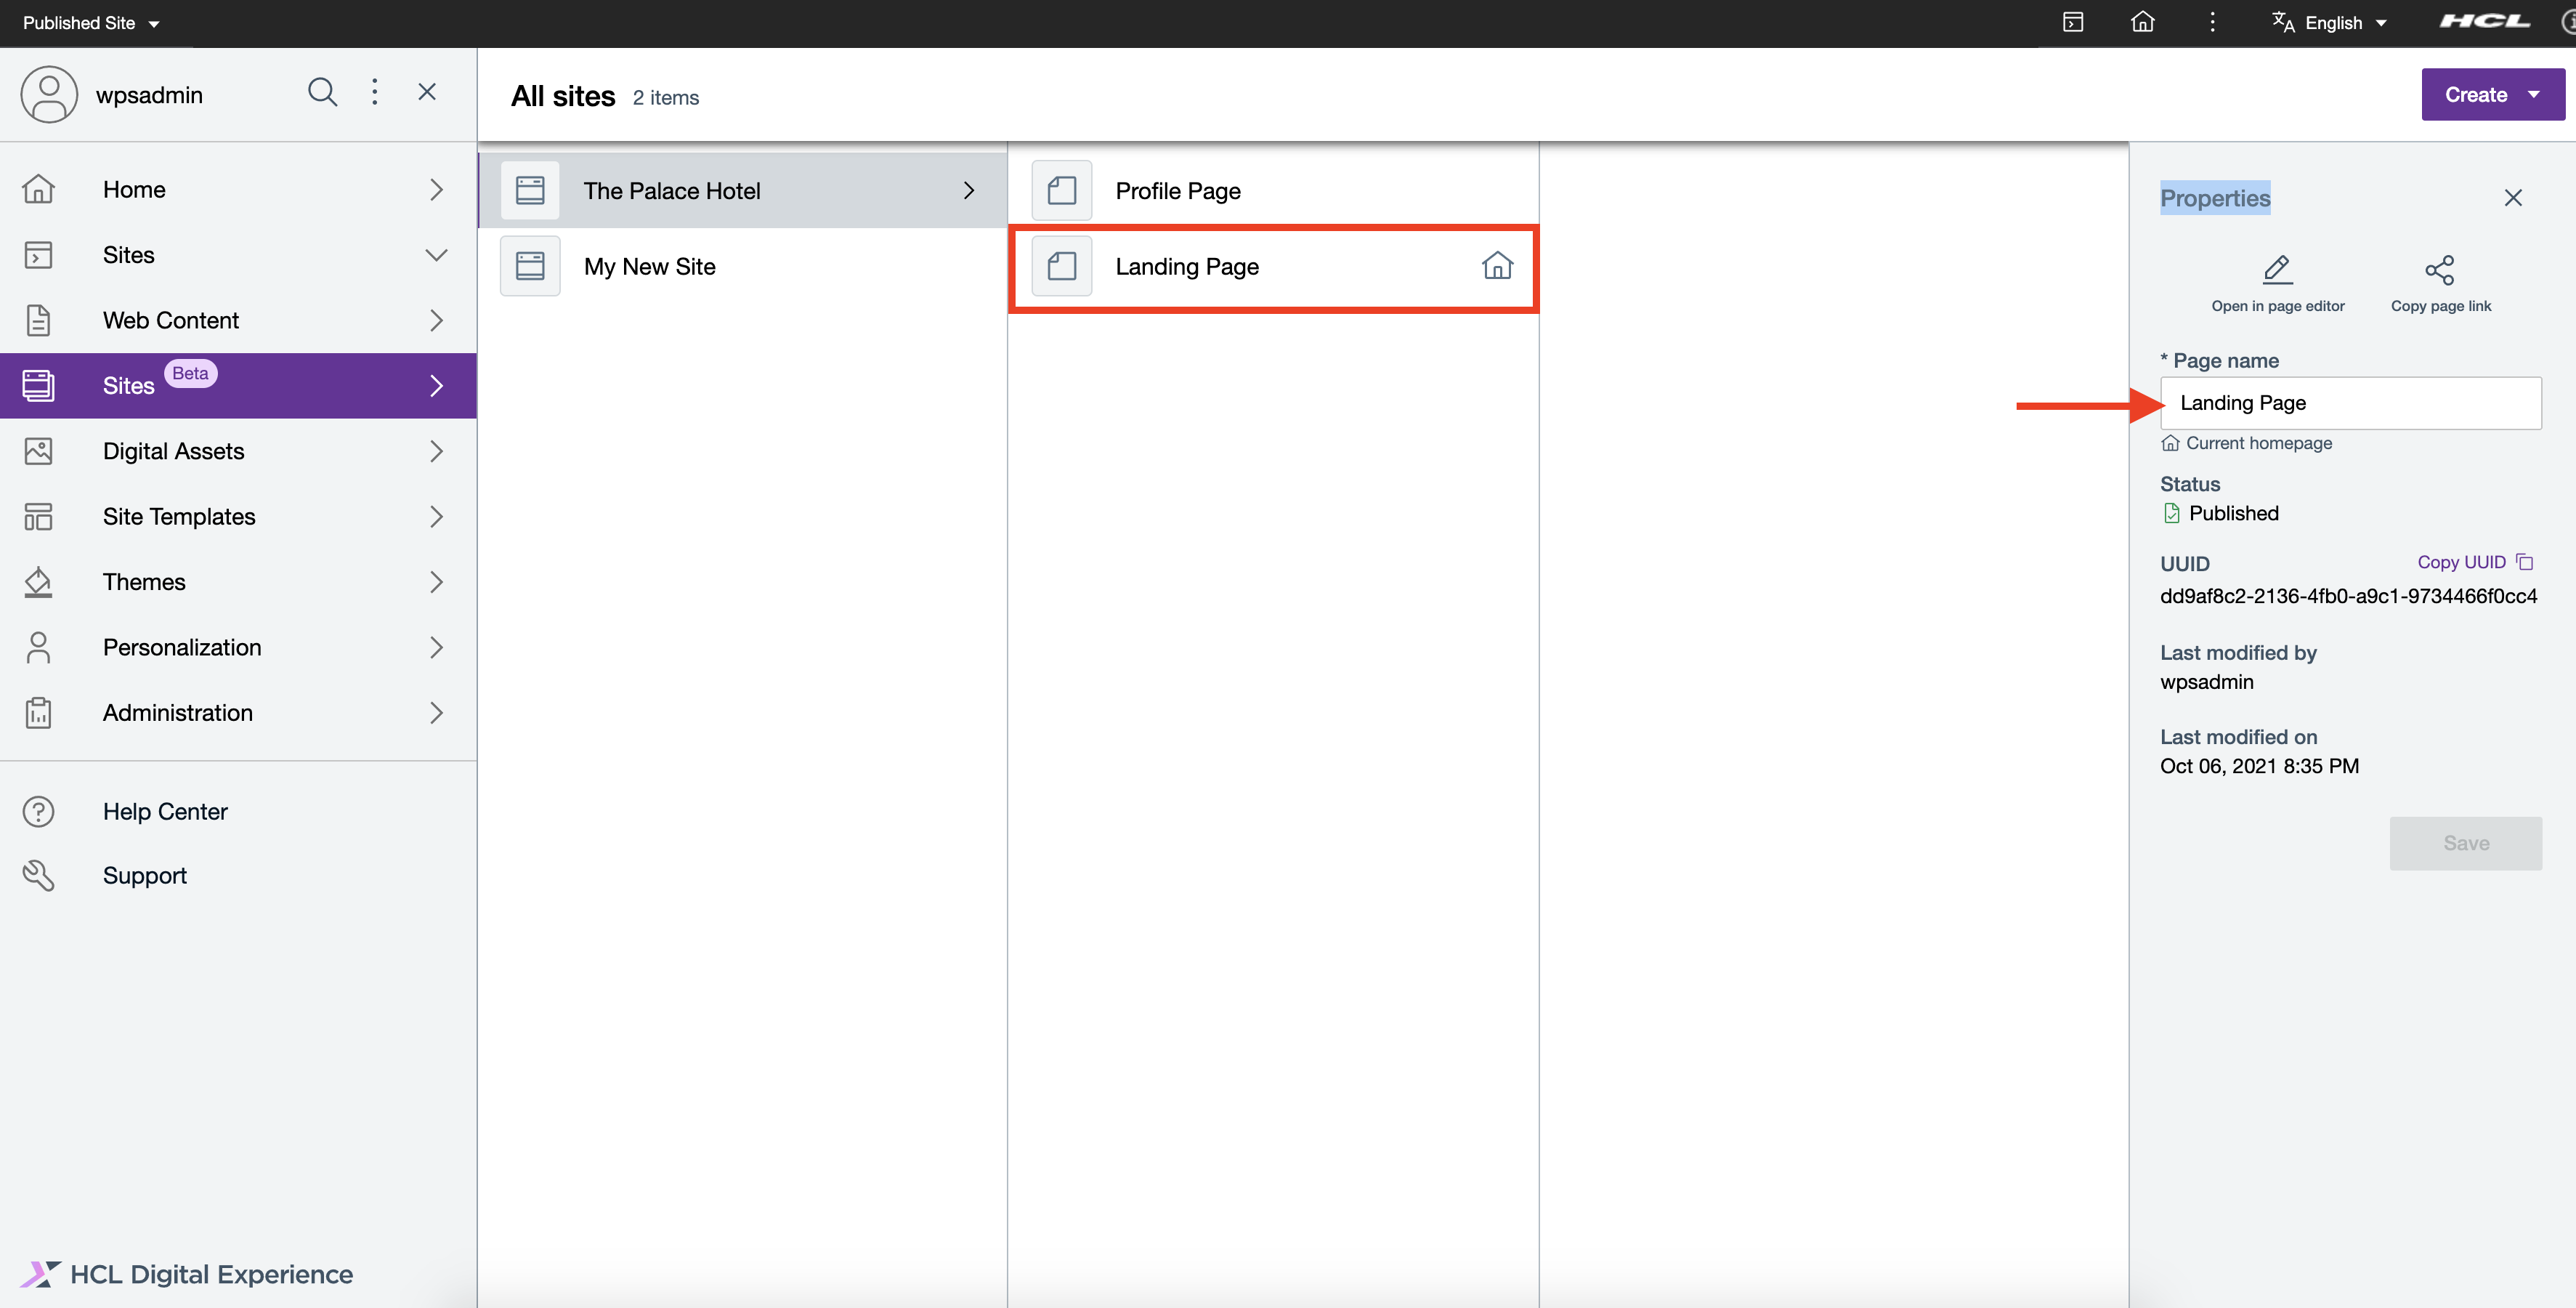 Published Site
English
HCL
wpsadmin
All sites 2 items
Create
Home
Sites
Web Content
Sites Beta
Digital Assets
Site Templates
Themes
Personalization
Administration
Help Center
Support
HCL Digital Experience
The Palace Hotel
My New Site
Profile Page
Landing Page
Properties
Open in page editor
Copy page link
* Page name
Landing Page
Current homepage
Status
Published
UUID
Copy UUID
dd9af8c2-2136-4fb0-a9c1-9734466f0cc4
Last modified by
wpsadmin
Last modified on
Oct 06, 2021 8:35 PM
Save